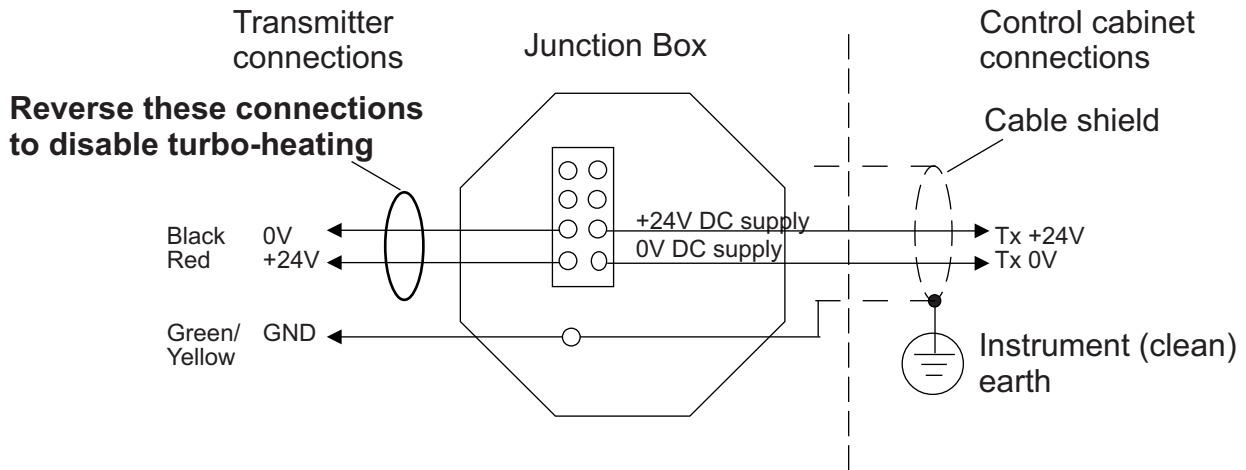 Transmitter
connections
Junction Box
Control cabinet
connections
Reverse these connections
to disable turbo-heating
Cable shield
Black 0V
Red +24V
+24V DC supply
0V DC supply
Tx +24V
Tx 0V
Green/
Yellow
GND
Instrument (clean)
earth